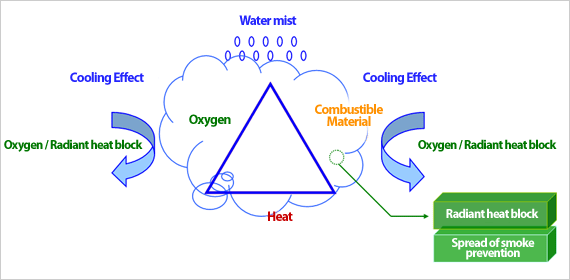 Water mist
Cooling Effect
Cooling Effect
Oxygen
Combustible
Material
Oxygen / Radiant heat block
Oxygen / Radiant heat block
Heat
Radiant heat block
Spread of smoke
prevention